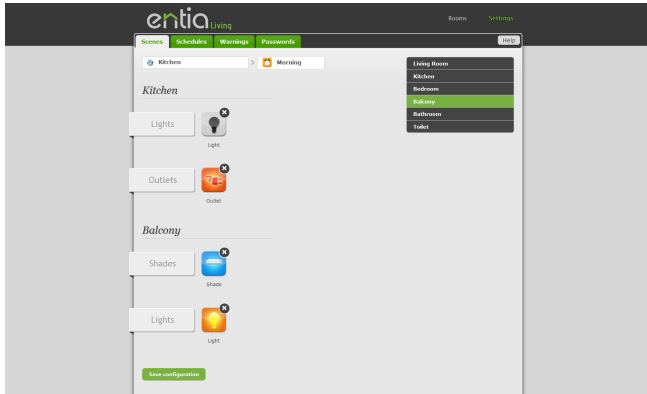 entia Living
Rooms Settings
Scenes Schedules Warnings Passwords Help
Kitchen Morning
Living Room
Kitchen
Bedroom
Balcony
Bathroom
Toilet
Kitchen
Lights
Light
Outlets
Outlet
Balcony
Shades
Shade
Lights
Light
Save configuration